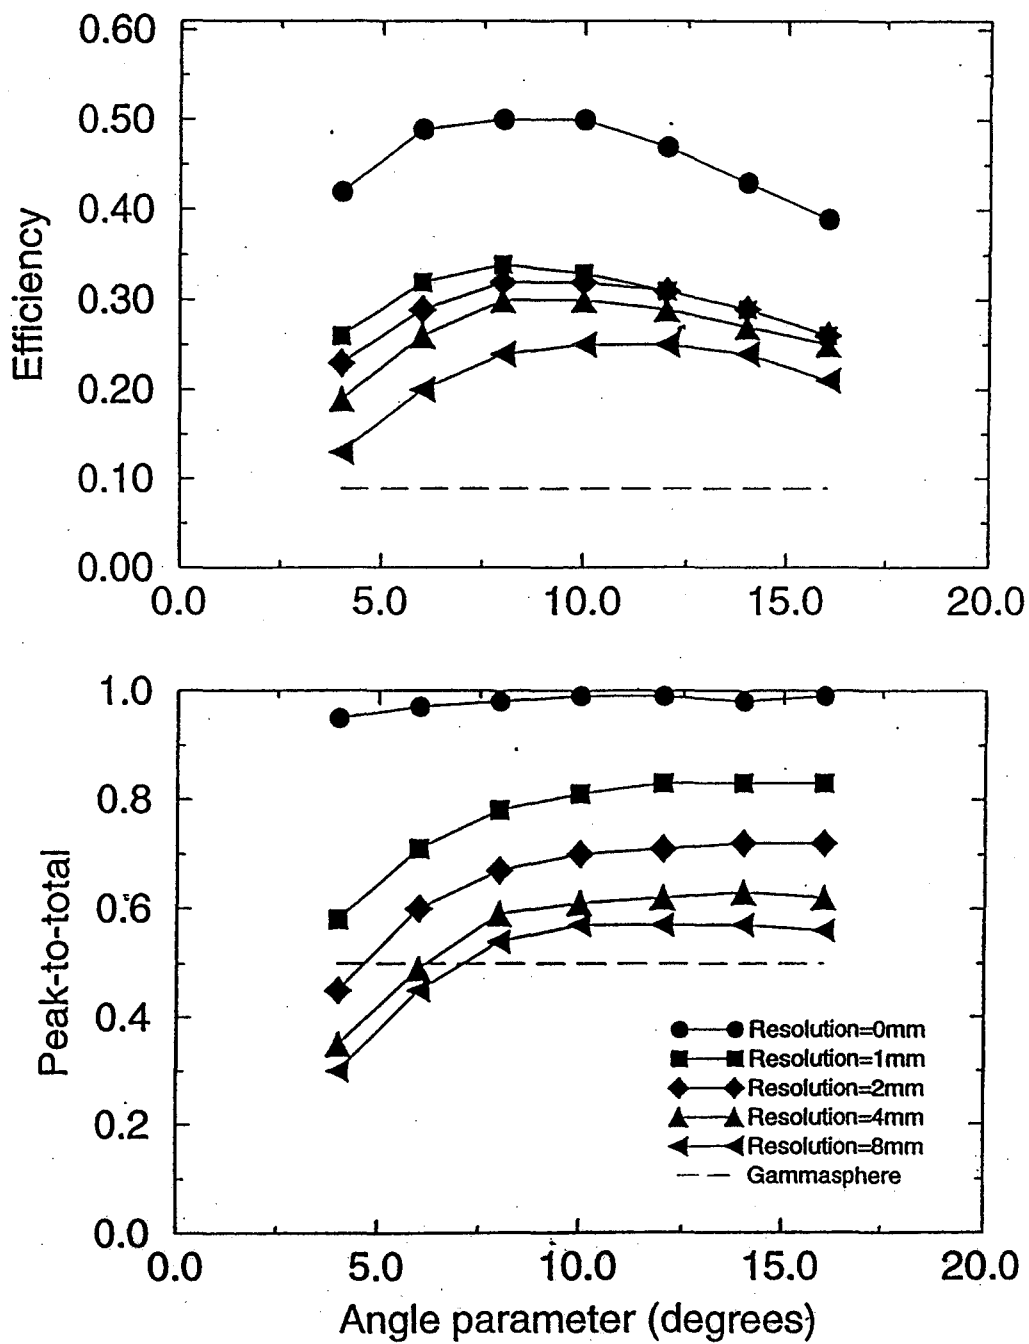 0.60
0.50
0.40
0.30
0.20
0.10
0.00
Efficiency
0.0 5.0 10.0 15.0 20.0
1.0
0.8
0.6
0.4
0.2
0.0
Peak-to-total
Resolution=0mm
Resolution=1mm
Resolution=2mm
Resolution=4mm
Resolution=8mm
Gammasphere
0.0 5.0 10.0 15.0 20.0
Angle parameter (degrees)